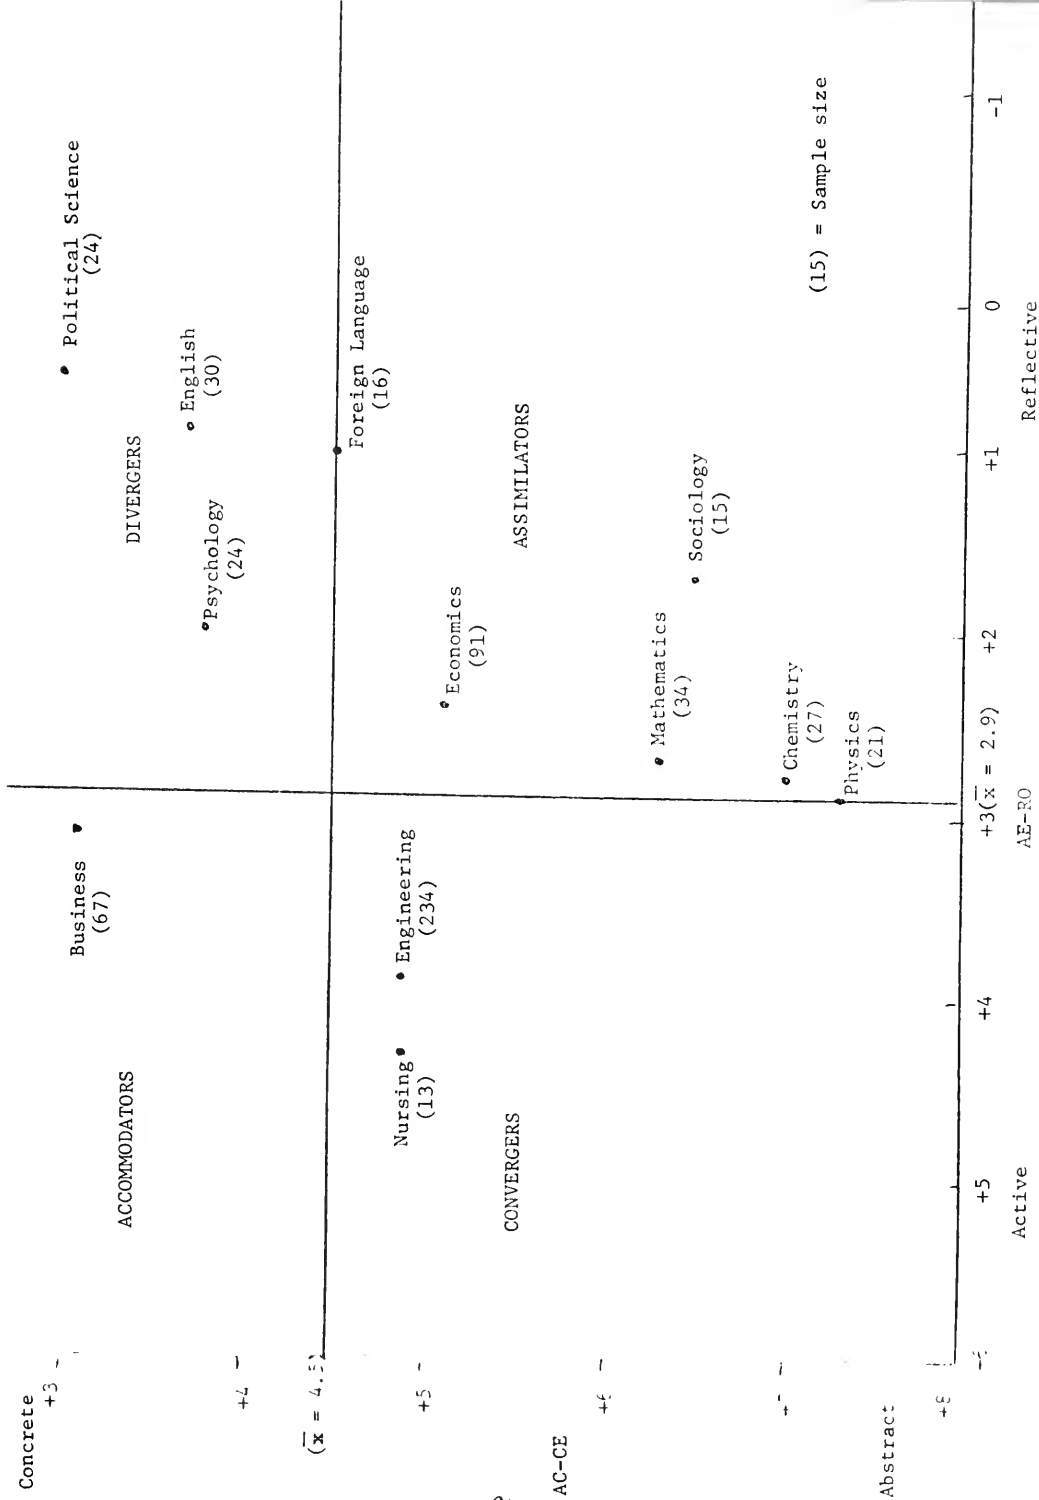 Concrete
+3
+4
(x̄ = 4.5)
+5
AC-CE
Abstract
ACCOMMODATORS
Business
(67)
DIVERGERS
Political Science
(24)
English
(30)
Psychology
(24)
Foreign Language
(16)
Nursing
(13)
Engineering
(234)
CONVERGERS
Economics
(91)
ASSIMILATORS
Mathematics
(34)
Sociology
(15)
Chemistry
(27)
Physics
(21)
(15) = Sample size
+5
+4
+3(x̄ = 2.9)
+2
+1
0
-1
Active
AE-RO
Reflective